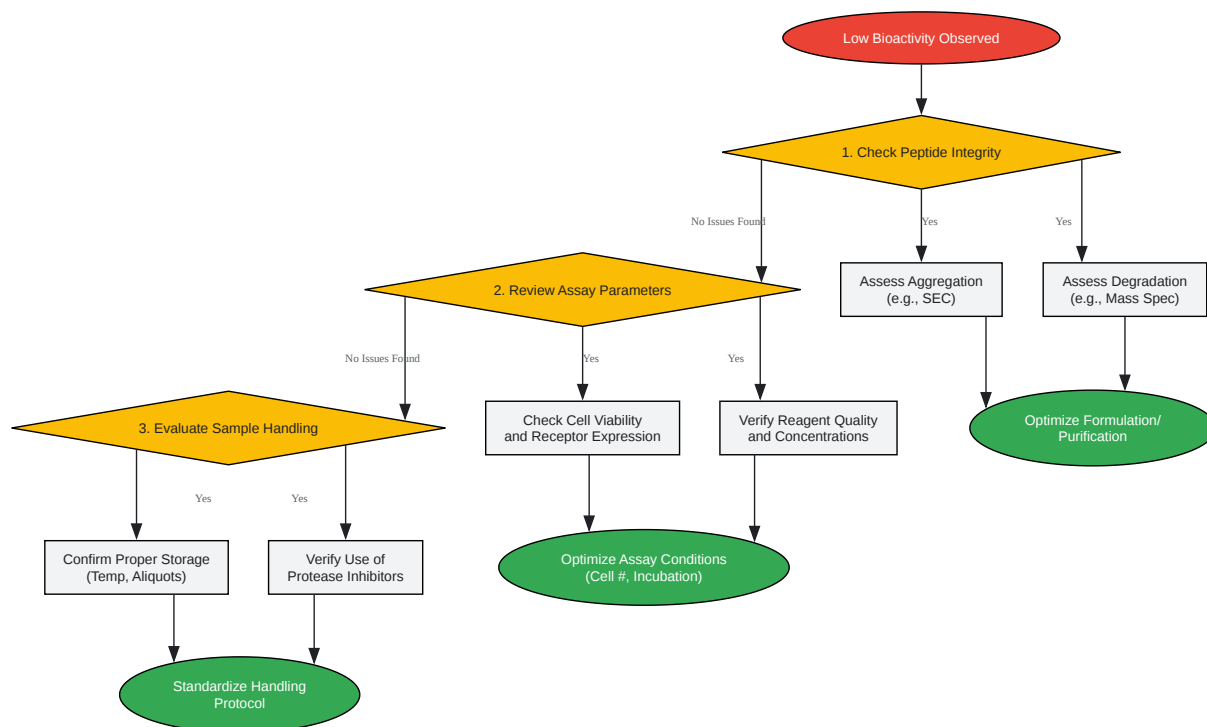 Low Bioactivity Observed
1. Check Peptide Integrity
No Issues Found
Yes
Yes
Assess Aggregation
(e.g., SEC)
Assess Degradation
(e.g., Mass Spec)
2. Review Assay Parameters
No Issues Found
Yes
Yes
Check Cell Viability
and Receptor Expression
Verify Reagent Quality
and Concentrations
Optimize Formulation/
Purification
3. Evaluate Sample Handling
Yes
Yes
Confirm Proper Storage
(Temp, Aliquots)
Verify Use of
Protease Inhibitors
Optimize Assay Conditions
(Cell #, Incubation)
Standardize Handling
Protocol